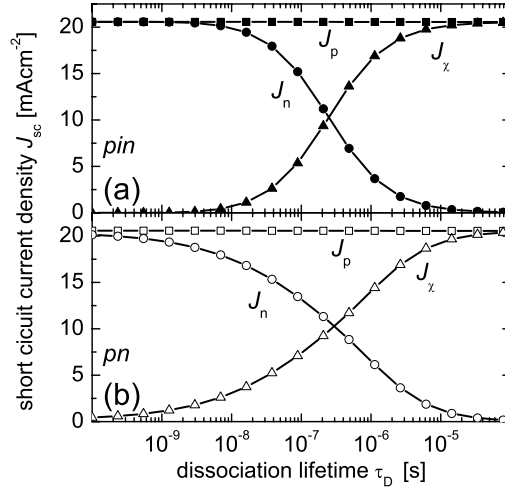 short cicuit current density J_sc [mAcm^-2]
20
15
10
5
0
J_p
J_χ
J_n
pin
(a)
20
15
10
5
0
J_p
J_χ
J_n
pn
(b)
10^-9
10^-8
10^-7
10^-6
10^-5
dissociation lifetime τ_D [s]